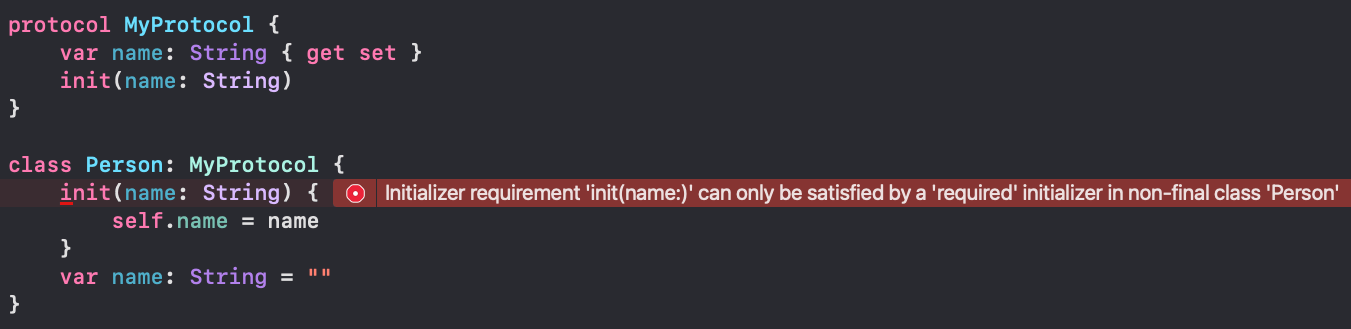 protocol MyProtocol {
    var name: String { get set }
    init(name: String)
}
class Person: MyProtocol {
    init(name: String) { Initializer requirement 'init(name:)' can only be satisfied by a 'required' initializer in non-final class 'Person'
        self.name = name
    }
    var name: String = ""
}